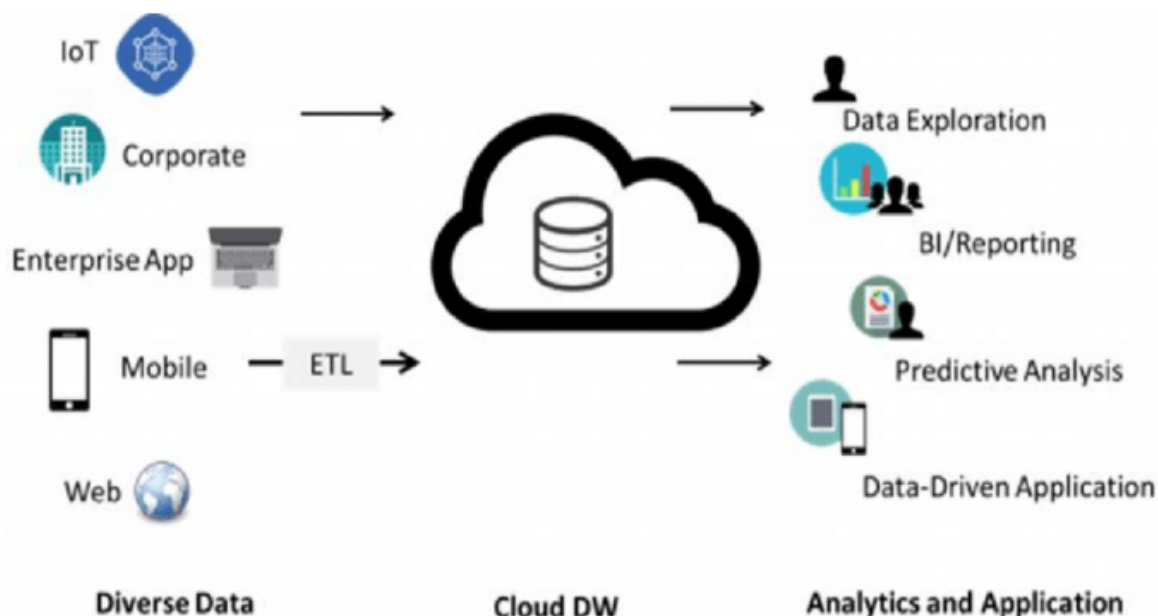 IoT
Corporate
Enterprise App
Mobile
ETL
Web
Diverse Data
Cloud DW
Data Exploration
BI/Reporting
Predictive Analysis
Data-Driven Application
Analytics and Application